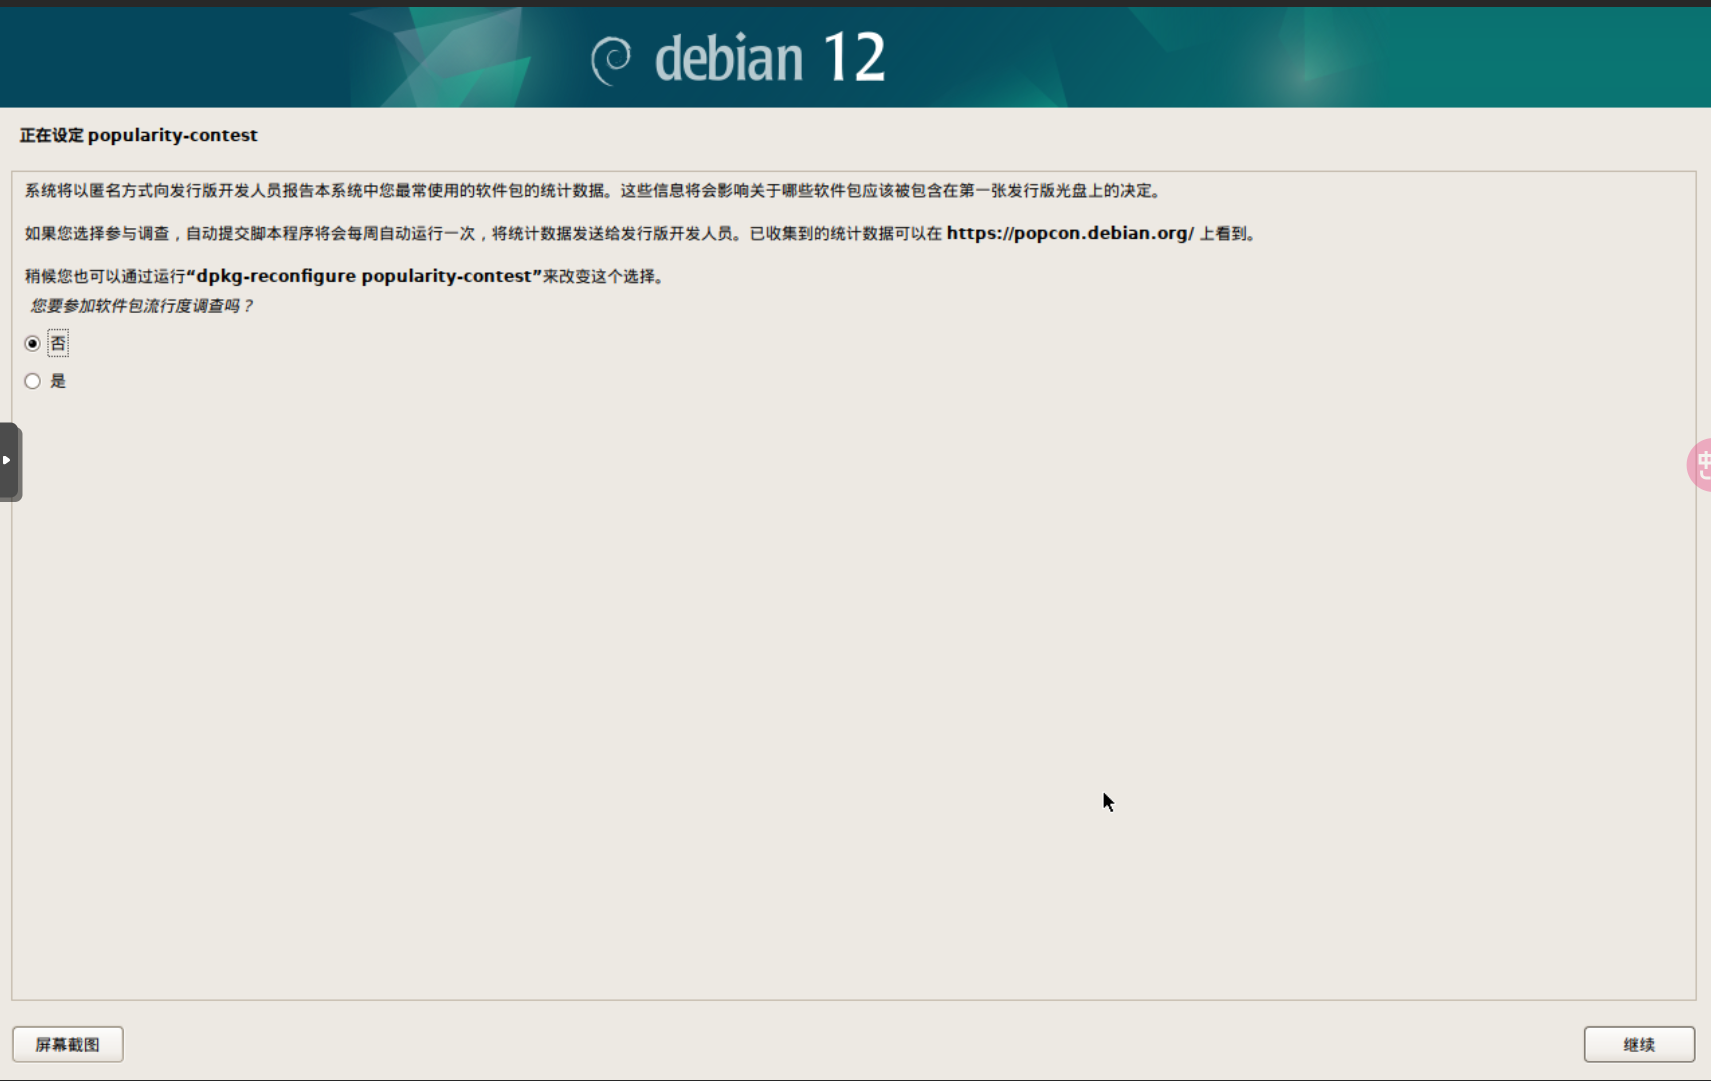 debian 12
正在设定 popularity-contest
系统将以匿名方式向发行版开发人员报告本系统中您最常使用的软件包的统计数据。这些信息将会影响关于哪些软件包应该被包含在第一张发行版光盘上的决定。
如果您选择参与调查，自动提交脚本程序将会每周自动运行一次，将统计数据发送给发行版开发人员。已收集到的统计数据可以在 https://popcon.debian.org/ 上看到。
稍候您也可以通过运行“dpkg-reconfigure popularity-contest”来改变这个选择。
您要参加软件包流行度调查吗？
否
是
屏幕截图
继续